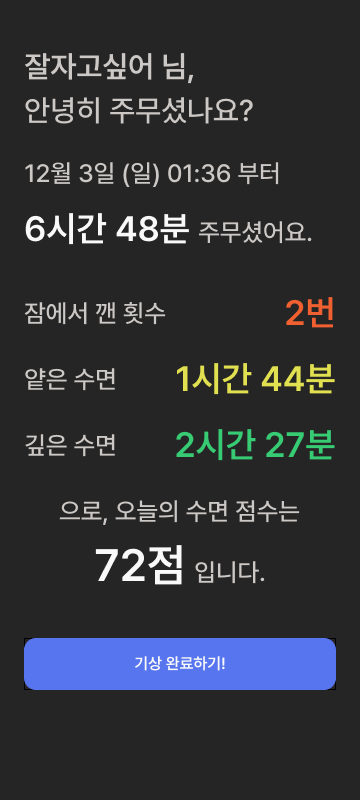 잘자고싶어 님,
안녕히 주무셨나요?
12월 3일 (일) 01:36 부터
6시간 48분 주무셨어요.
잠에서 깬 횟수 2번
얕은 수면 1시간 44분
깊은 수면 2시간 27분
으로, 오늘의 수면 점수는
72점 입니다.
기상 완료하기!